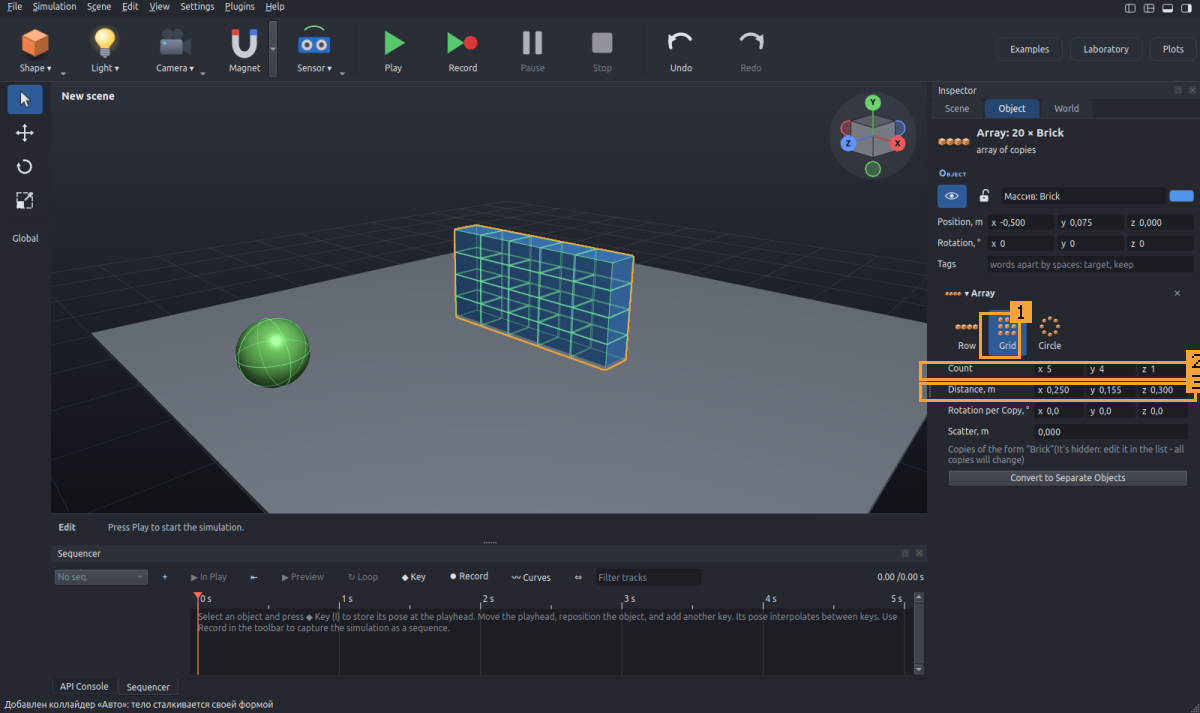 File Simulation Scene Edit View Settings Plugins Help
Shape ▾ Light ▾ Camera ▾ Magnet Sensor ▾ Play Record Pause Stop Undo Redo Examples Laboratory Plots
New scene
Y
Z X
Global
Inspector
Scene Object World
Array: 20 × Brick
array of copies
Object
Массив: Brick
Position, m x -0,500 y 0,075 z 0,000
Rotation, ° x 0 y 0 z 0
Tags words apart by spaces: target, keep
▾ Array
1
Row Grid Circle
Count x 5 y 4 z 1
Distance, m x 0,250 y 0,155 z 0,300
Rotation per Copy, ° x 0,0 y 0,0 z 0,0
Scatter, m 0,000
Copies of the form "Brick"(It's hidden: edit it in the list - all
copies will change)
Convert to Separate Objects
Edit Press Play to start the simulation.
Sequencer
No seq. + ▶ In Play ⇤ ▶ Preview ↻ Loop ◆ Key ● Record Curves ⇔ Filter tracks 0.00 /0.00 s
0 s 1 s 2 s 3 s 4 s 5 s
Select an object and press ◆ Key (I) to store its pose at the playhead. Move the playhead, reposition the object, and add another key. Its pose interpolates between keys. Use
Record in the toolbar to capture the simulation as a sequence.
API Console Sequencer
Добавлен коллайдер «Авто»: тело сталкивается своей формой